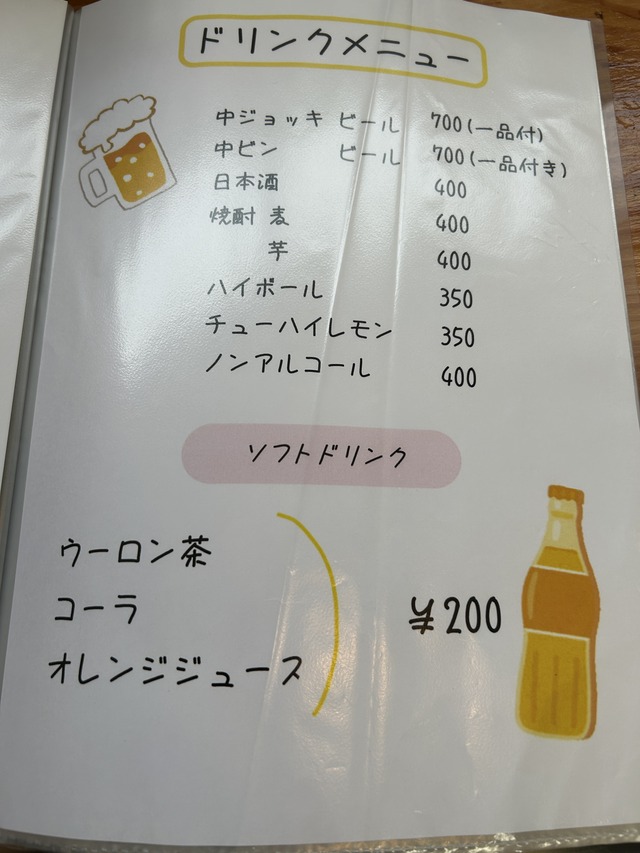 ドリンクメニュー
中ジョッキ ビール 700(一品付)
中ビン ビール 700(一品付き)
日本酒 400
焼酎 麦 400
芋 400
ハイボール 350
チューハイレモン 350
ノンアルコール 400
ソフトドリンク
ウーロン茶
コーラ
¥200
オレンジジュース